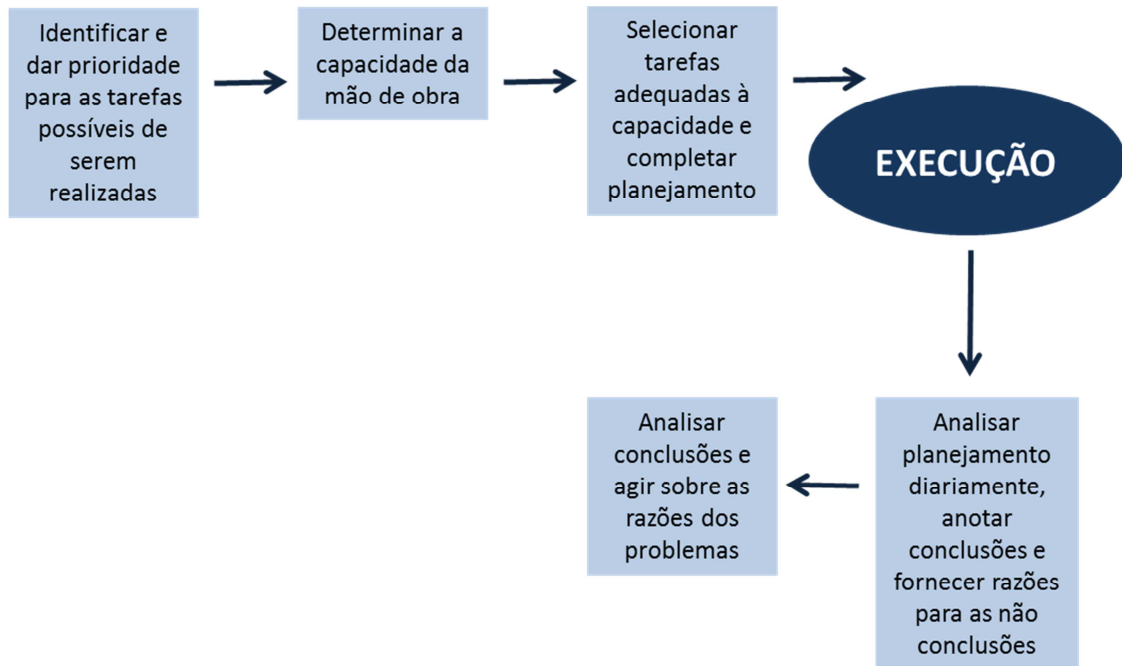 Identificar e
dar prioridade
para as tarefas
possíveis de
serem
realizadas
Determinar a
capacidade da
mão de obra
Selecionar
tarefas
adequadas à
capacidade e
completar
planejamento
EXECUÇÃO
Analisar
planejamento
diariamente,
anotar
conclusões e
fornecer razões
para as não
conclusões
Analisar
conclusões e
agir sobre as
razões dos
problemas